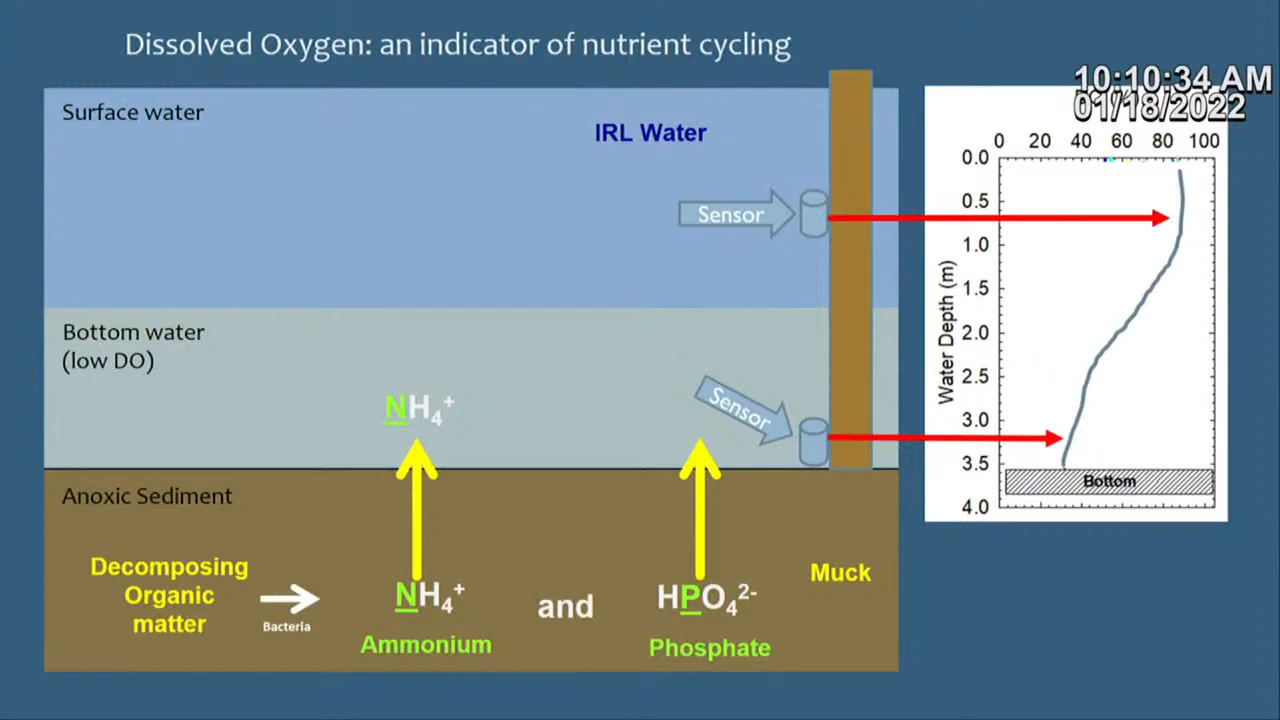 Dissolved Oxygen: an indicator of nutrient cycling
10:10:34 AM
01/18/2022
Surface water
IRL Water
Sensor
Bottom water
(low DO)
NH₄⁺
Sensor
Anoxic Sediment
Decomposing
Organic
matter
Bacteria
NH₄⁺
Ammonium
and
HPO₄²⁻
Phosphate
Muck
0 20 40 60 80 100
Water Depth (m)
0.0
0.5
1.0
1.5
2.0
2.5
3.0
3.5
4.0
Bottom